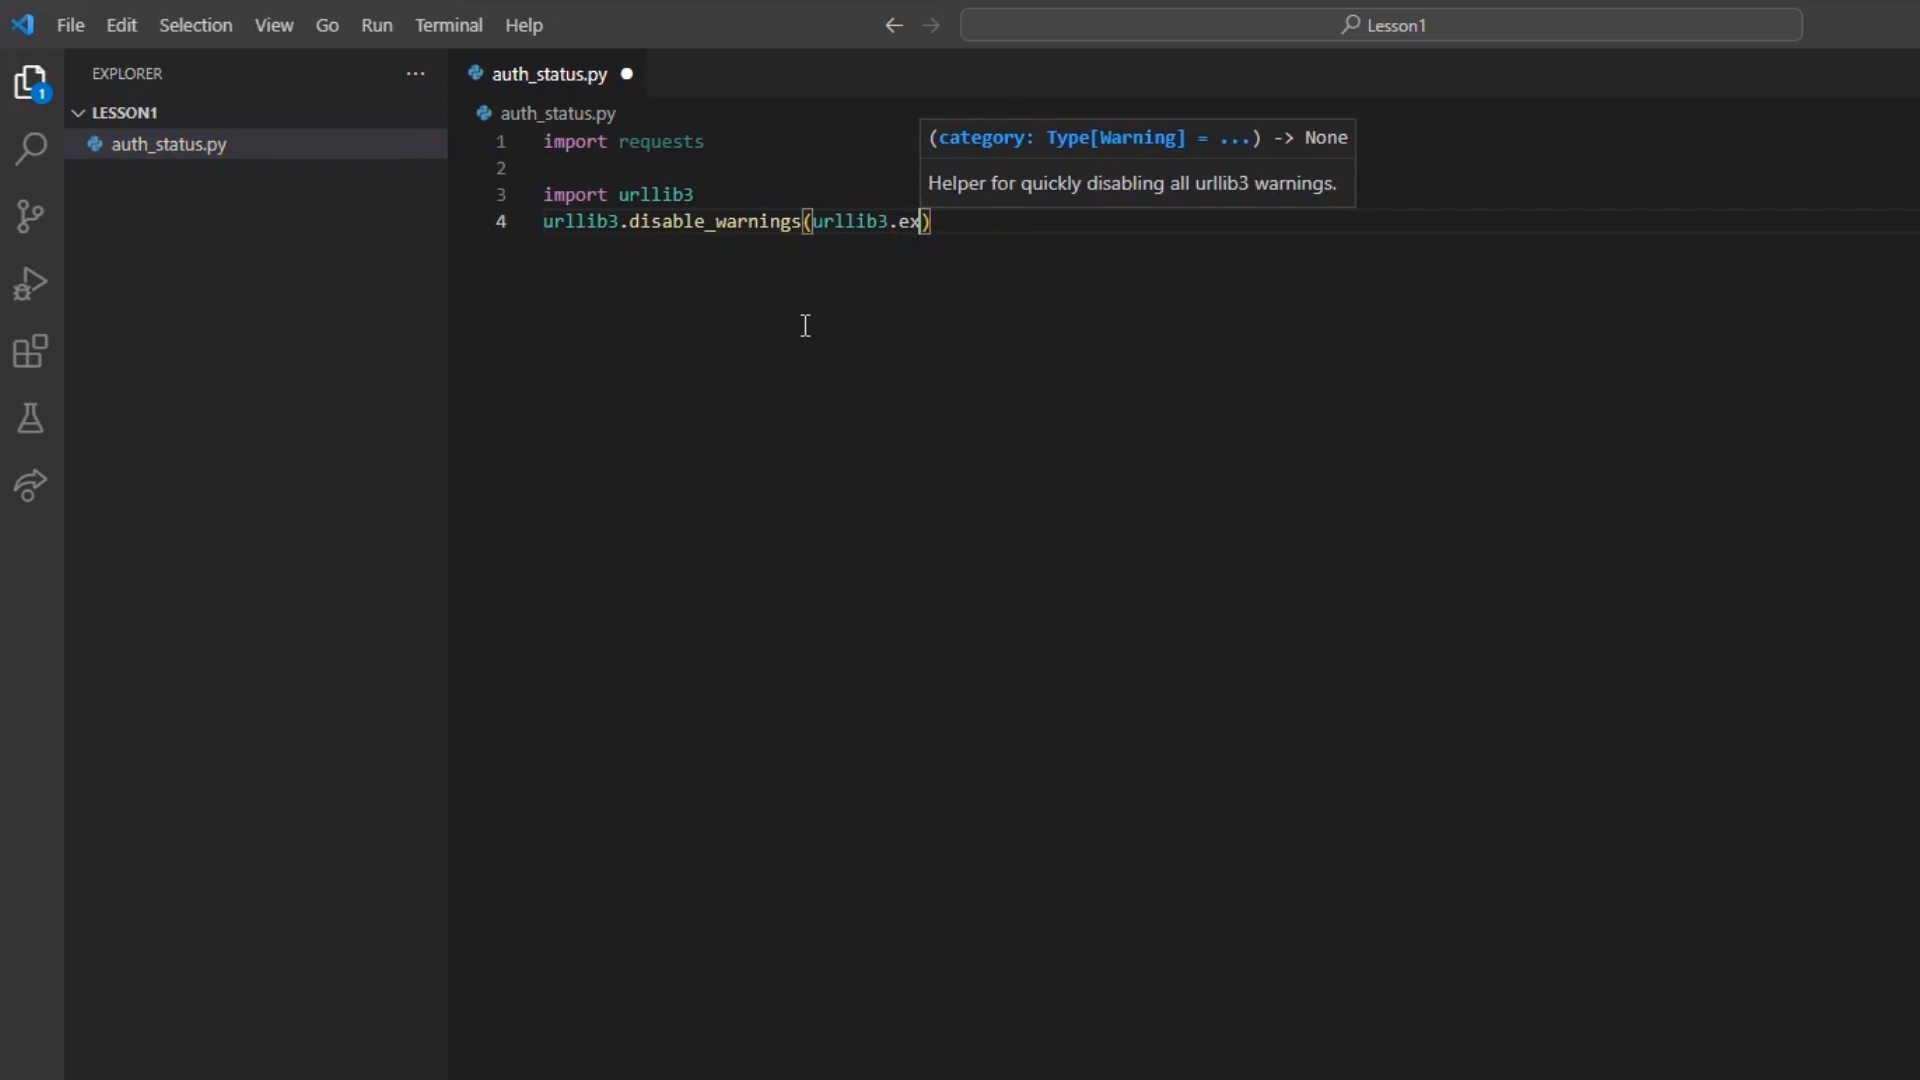 File Edit Selection View Go Run Terminal Help
Lesson1
EXPLORER
auth_status.py
LESSON1
auth_status.py
1
auth_status.py
1 import requests
2
3 import urllib3
4 urllib3.disable_warnings(urllib3.ex)
(category: Type[Warning] = ...) -> None
Helper for quickly disabling all urllib3 warnings.